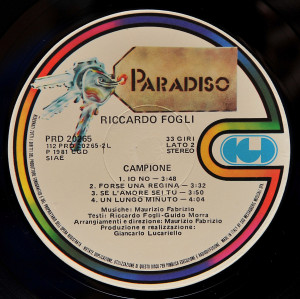 PARADISO
RICCARDO FOGLI
PRD 20265
112 PRD 20265-2L
℗ 1981 CGD
SIAE
33 GIRI
LATO 2
STEREO
CGD
CAMPIONE
1. IO NO — 3:48
2. FORSE UNA REGINA — 3:32
3. SE L'AMORE SEI TU — 3:50
4. UN LUNGO MINUTO — 4:04
Musiche: Maurizio Fabrizio
Testi: Riccardo Fogli-Guido Morra
Arrangiamenti e direzione: Maurizio Fabrizio
Produzione e realizzazione:
Giancarlo Lucariello